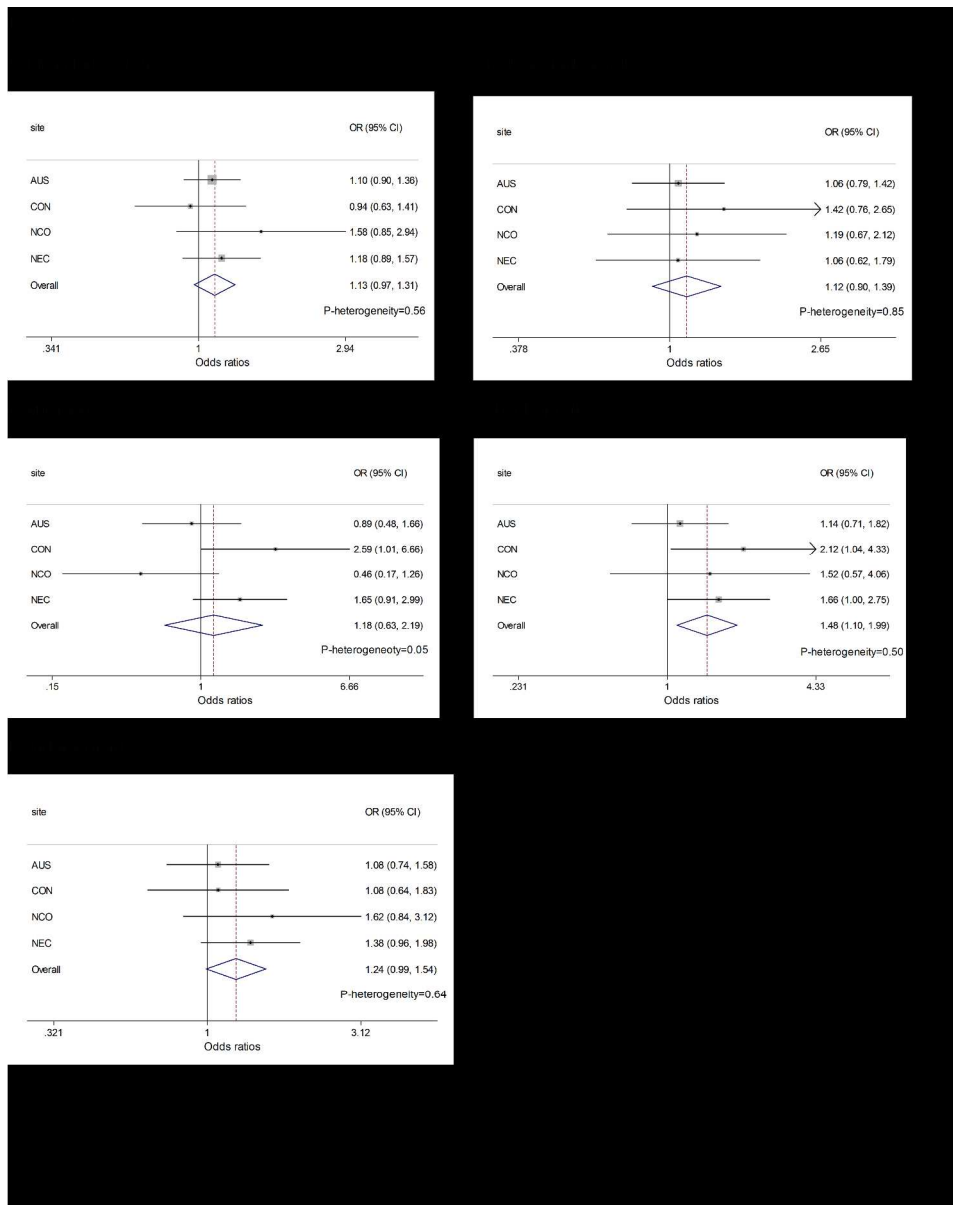 site OR (95% CI)
AUS 1.10 (0.90, 1.36)
CON 0.94 (0.63, 1.41)
NCO 1.58 (0.85, 2.94)
NEC 1.18 (0.89, 1.57)
Overall 1.13 (0.97, 1.31)
P-heterogeneity=0.56
.341 1 2.94
Odds ratios
site OR (95% CI)
AUS 1.06 (0.79, 1.42)
CON 1.42 (0.76, 2.65)
NCO 1.19 (0.67, 2.12)
NEC 1.06 (0.62, 1.79)
Overall 1.12 (0.90, 1.39)
P-heterogeneity=0.85
.378 1 2.65
Odds ratios
site OR (95% CI)
AUS 0.89 (0.48, 1.66)
CON 2.59 (1.01, 6.66)
NCO 0.46 (0.17, 1.26)
NEC 1.65 (0.91, 2.99)
Overall 1.18 (0.63, 2.19)
P-heterogeneoty=0.05
.15 1 6.66
Odds ratios
site OR (95% CI)
AUS 1.14 (0.71, 1.82)
CON 2.12 (1.04, 4.33)
NCO 1.52 (0.57, 4.06)
NEC 1.66 (1.00, 2.75)
Overall 1.48 (1.10, 1.99)
P-heterogeneity=0.50
.231 1 4.33
Odds ratios
site OR (95% CI)
AUS 1.08 (0.74, 1.58)
CON 1.08 (0.64, 1.83)
NCO 1.62 (0.84, 3.12)
NEC 1.38 (0.96, 1.98)
Overall 1.24 (0.99, 1.54)
P-heterogeneity=0.64
.321 1 3.12
Odds ratios